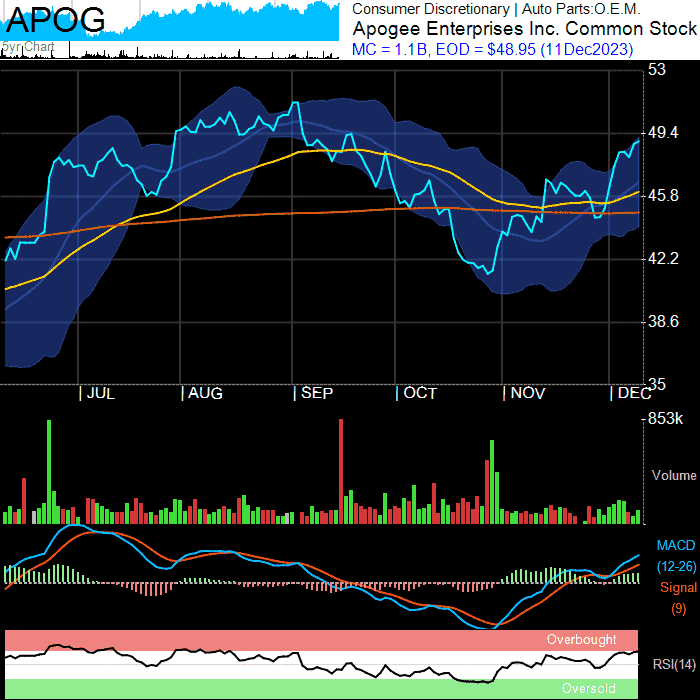 APOG
5yr Chart
Consumer Discretionary | Auto Parts:O.E.M.
Apogee Enterprises Inc. Common Stock
MC = 1.1B, EOD = $48.95 (11Dec2023)
53
49.4
45.8
42.2
38.6
35
| JUL
| AUG
| SEP
| OCT
| NOV
| DEC
853k
Volume
MACD
(12-26)
Signal
(9)
Overbought
RSI(14)
Oversold